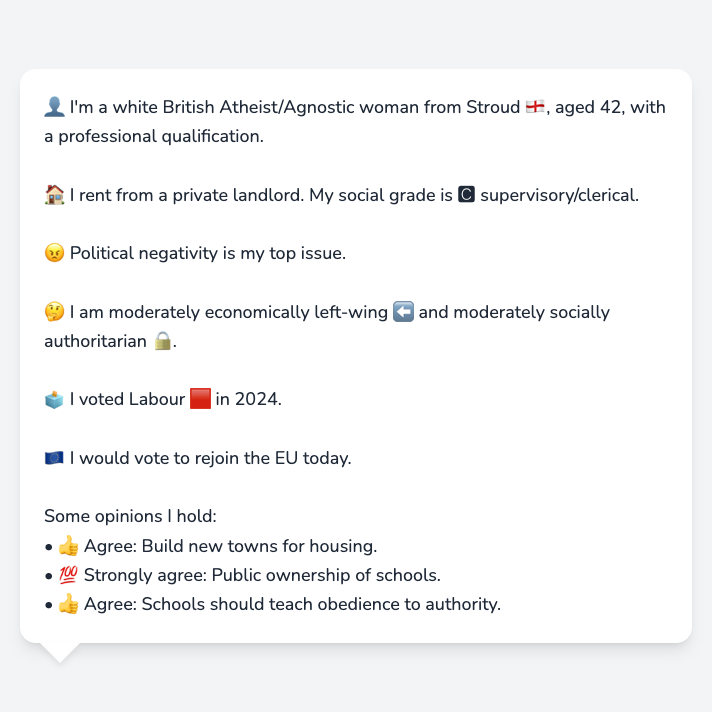 👤 I'm a white British Atheist/Agnostic woman from Stroud 🏴󠁧󠁢󠁥󠁮󠁧󠁿, aged 42, with
a professional qualification.
🏠 I rent from a private landlord. My social grade is 🅲 supervisory/clerical.
😠 Political negativity is my top issue.
🤔 I am moderately economically left-wing ⬅️ and moderately socially
authoritarian 🔒.
🗳️ I voted Labour 🟥 in 2024.
🇪🇺 I would vote to rejoin the EU today.
Some opinions I hold:
• 👍 Agree: Build new towns for housing.
• 💯 Strongly agree: Public ownership of schools.
• 👍 Agree: Schools should teach obedience to authority.